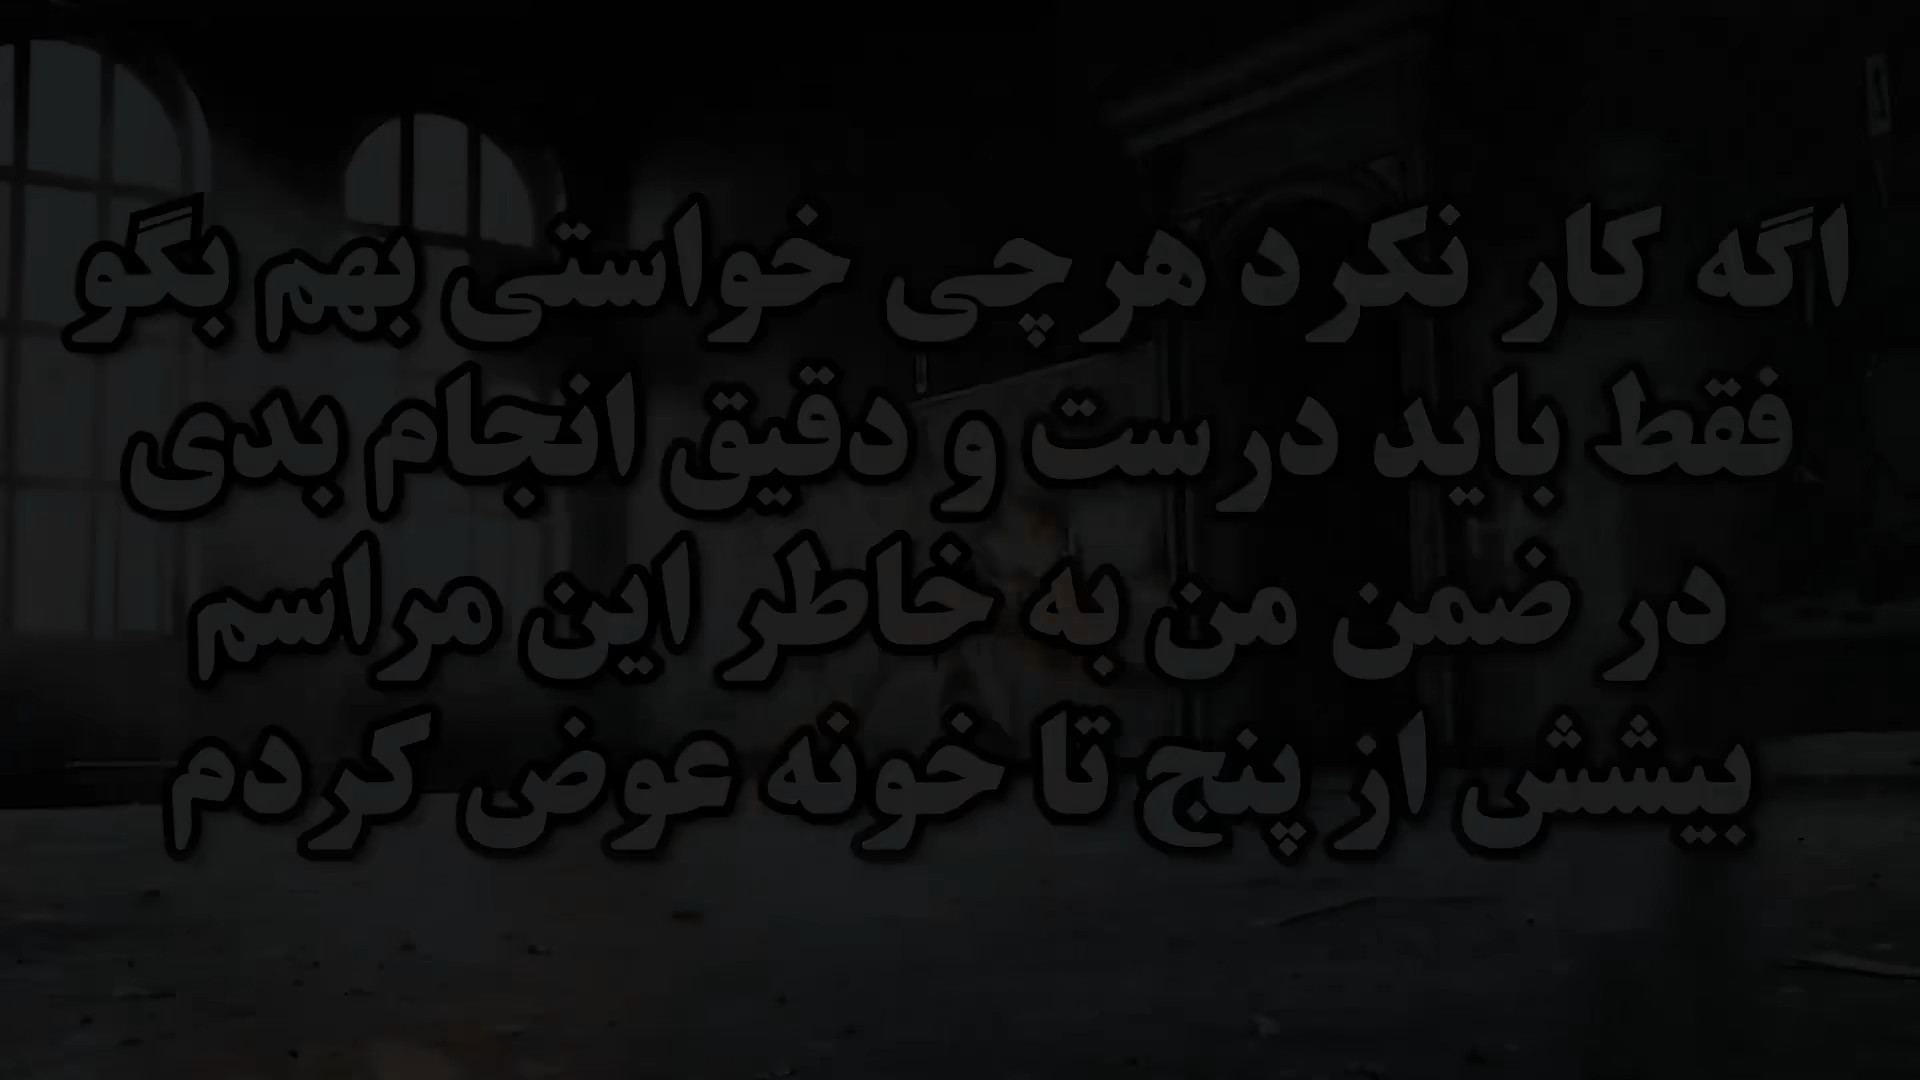 اگه کار نکرد هرچی خواستی بهم بگو
فقط باید درست و دقیق انجام بدی
در ضمن من به خاطر این مراسم
بیشش از پنج تا خونه عوض کردم